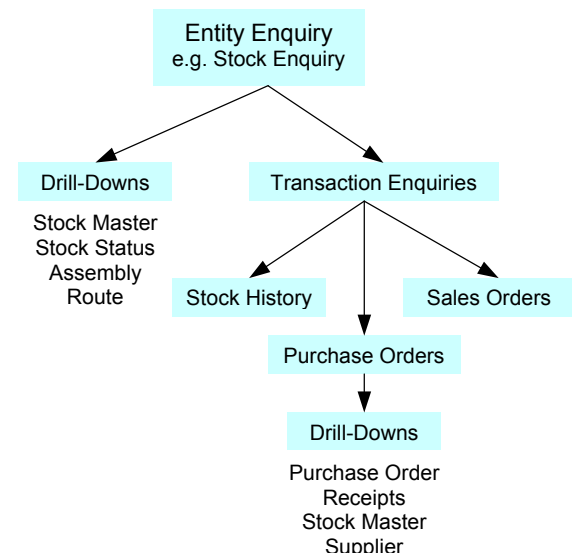 Entity Enquiry
e.g. Stock Enquiry
Drill-Downs
Transaction Enquiries
Stock Master
Stock Status
Assembly
Route
Stock History
Sales Orders
Purchase Orders
Drill-Downs
Purchase Order
Receipts
Stock Master
Supplier